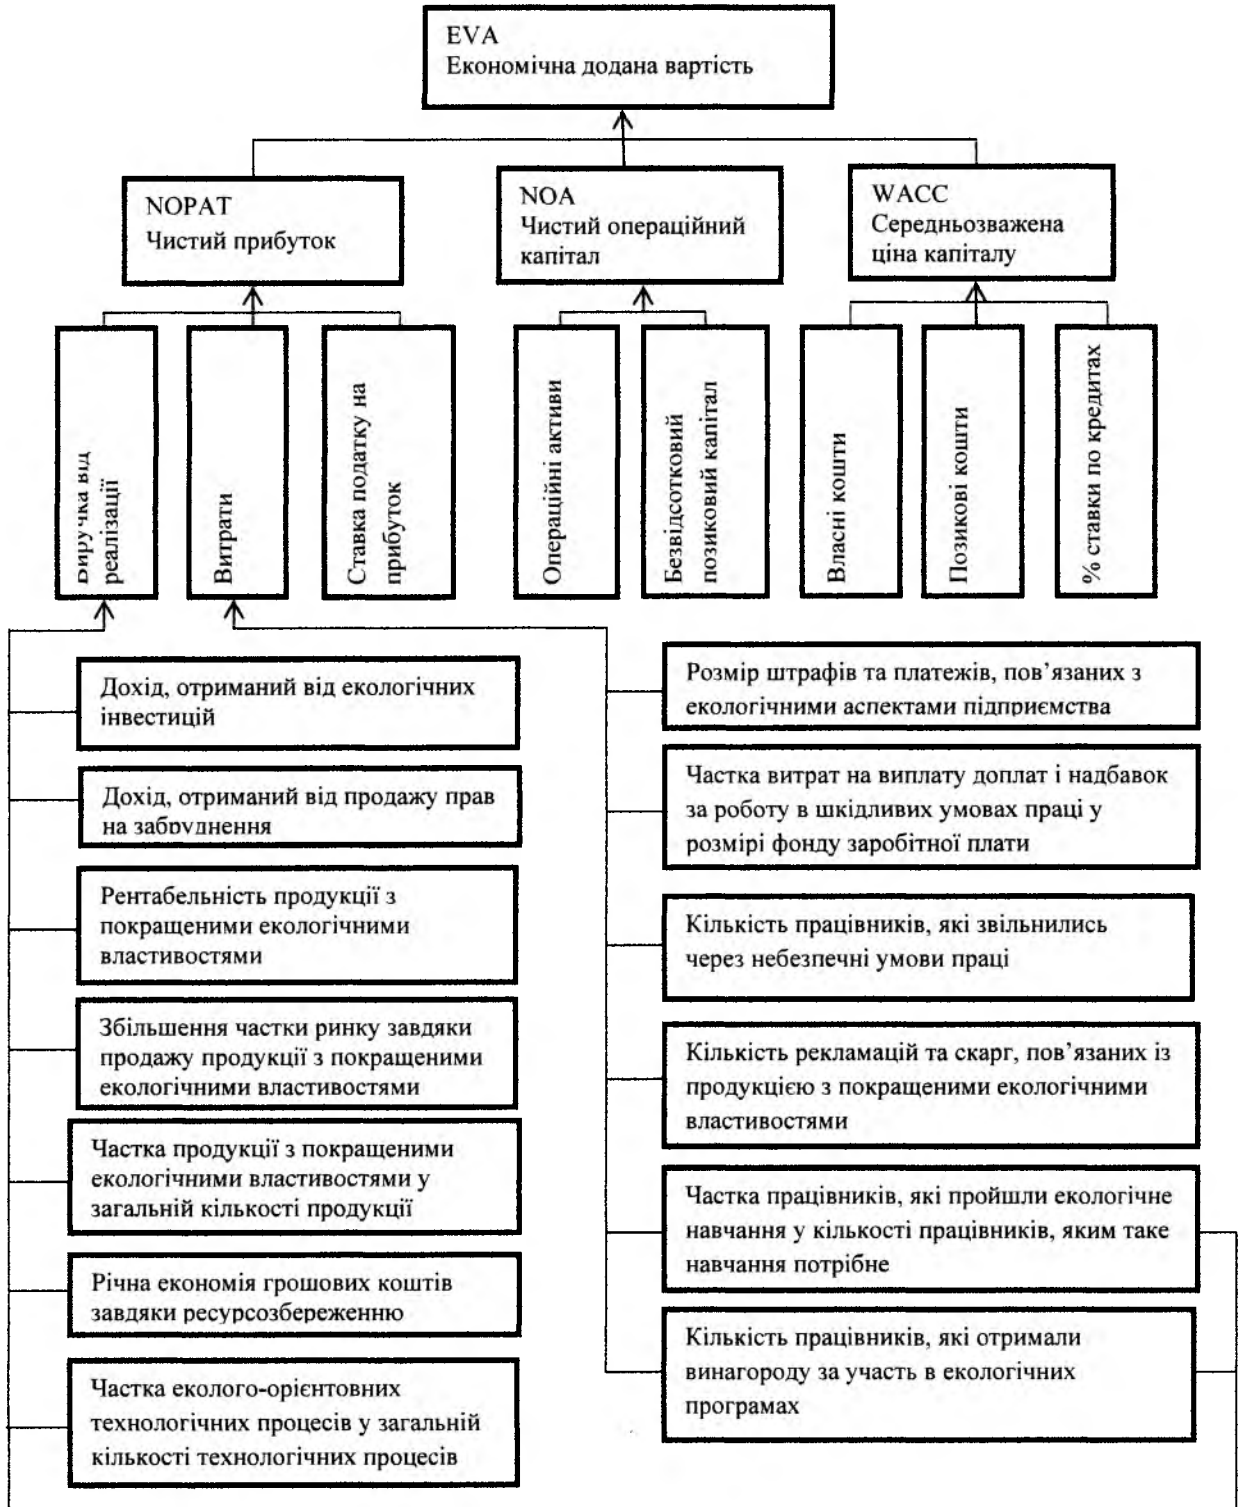 EVA
Економічна додана вартість
NOPAT
Чистий прибуток
NOA
Чистий операційний
капітал
WACC
Середньозважена
ціна капіталу
Виручка від
реалізації
Витрати
Ставка податку на
прибуток
Операційні активи
Безвідсотковий
позиковий капітал
Власні кошти
Позикові кошти
% ставки по кредитах
Дохід, отриманий від екологічних
інвестицій
Дохід, отриманий від продажу прав
на забруднення
Рентабельність продукції з
покращеними екологічними
властивостями
Збільшення частки ринку завдяки
продажу продукції з покращеними
екологічними властивостями
Частка продукції з покращеними
екологічними властивостями у
загальній кількості продукції
Річна економія грошових коштів
завдяки ресурсозбереженню
Частка еколого-орієнтовних
технологічних процесів у загальній
кількості технологічних процесів
Розмір штрафів та платежів, пов’язаних з
екологічними аспектами підприємства
Частка витрат на виплату доплат і надбавок
за роботу в шкідливих умовах праці у
розмірі фонду заробітної плати
Кількість працівників, які звільнились
через небезпечні умови праці
Кількість рекламацій та скарг, пов’язаних із
продукцією з покращеними екологічними
властивостями
Частка працівників, які пройшли екологічне
навчання у кількості працівників, яким таке
навчання потрібне
Кількість працівників, які отримали
винагороду за участь в екологічних
програмах